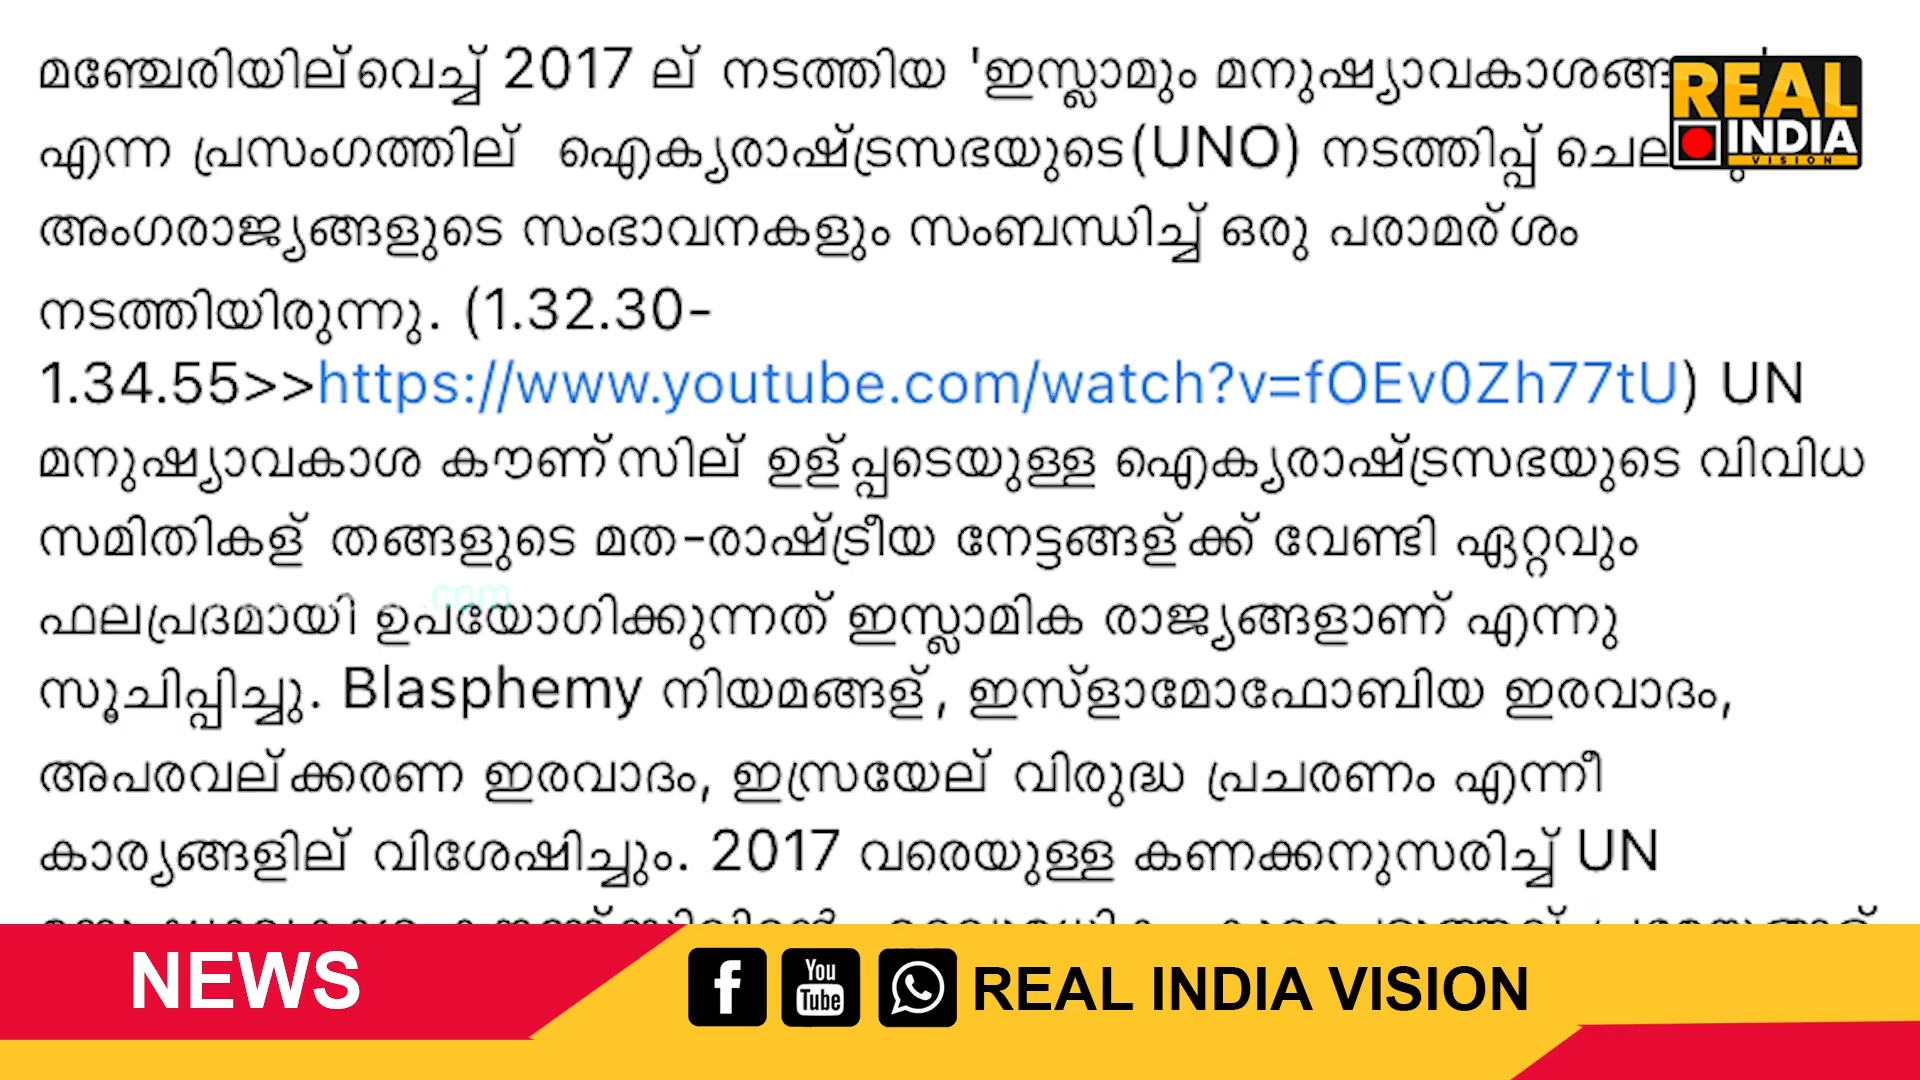 മഞ്ചേരിയില് വെച്ച് 2017 ല് നടത്തിയ 'ഇസ്ലാമും
എന്ന പ്രസംഗത്തില് ഐക്യരാഷ്ട്രസഭയുടെ(UNO) നടത്തിപ്പ്
അംഗരാജ്യങ്ങളുടെ സംഭാവനകളും സംബന്ധിച്ച് ഒരു പരാമര്ശം
നടത്തിയിരുന്നു. (1.32.30-
1.34.55>>https://www.youtube.com/watch?v=fOEv0Zh77tU) UN
മനുഷ്യാവകാശ കൗണ്സില് ഉള്പ്പടെയുള്ള ഐക്യരാഷ്ട്രസഭയുടെ വിവിധ
സമിതികള് തങ്ങളുടെ മത-രാഷ്ട്രീയ നേട്ടങ്ങള്ക്ക് വേണ്ടി ഏറ്റവും
ഫലപ്രദമായി ഉപയോഗിക്കുന്നത് ഇസ്ലാമിക രാജ്യങ്ങളാണ് എന്നു
സൂചിപ്പിച്ചു. Blasphemy നിയമങ്ങള്, ഇസ്ളാമോഫോബിയ ഇരവാദം,
അപരവല്ക്കരണ ഇരവാദം, ഇസ്രയേല് വിരുദ്ധ പ്രചരണം എന്നീ
കാര്യങ്ങളില് വിശേഷിച്ചും. 2017 വരെയുള്ള കണക്കനുസരിച്ച് UN
REAL
INDIA
VISION
.com
NEWS
f
You
Tube
REAL INDIA VISION